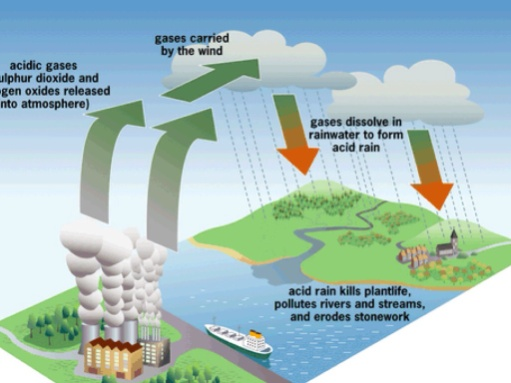 gases carried
by the wind
acidic gases
ulphur dioxide and
ogen oxides released
nto atmosphere)
gases dissolve in
rainwater to form
acid rain
acid rain kills plantlife,
pollutes rivers and streams,
and erodes stonework